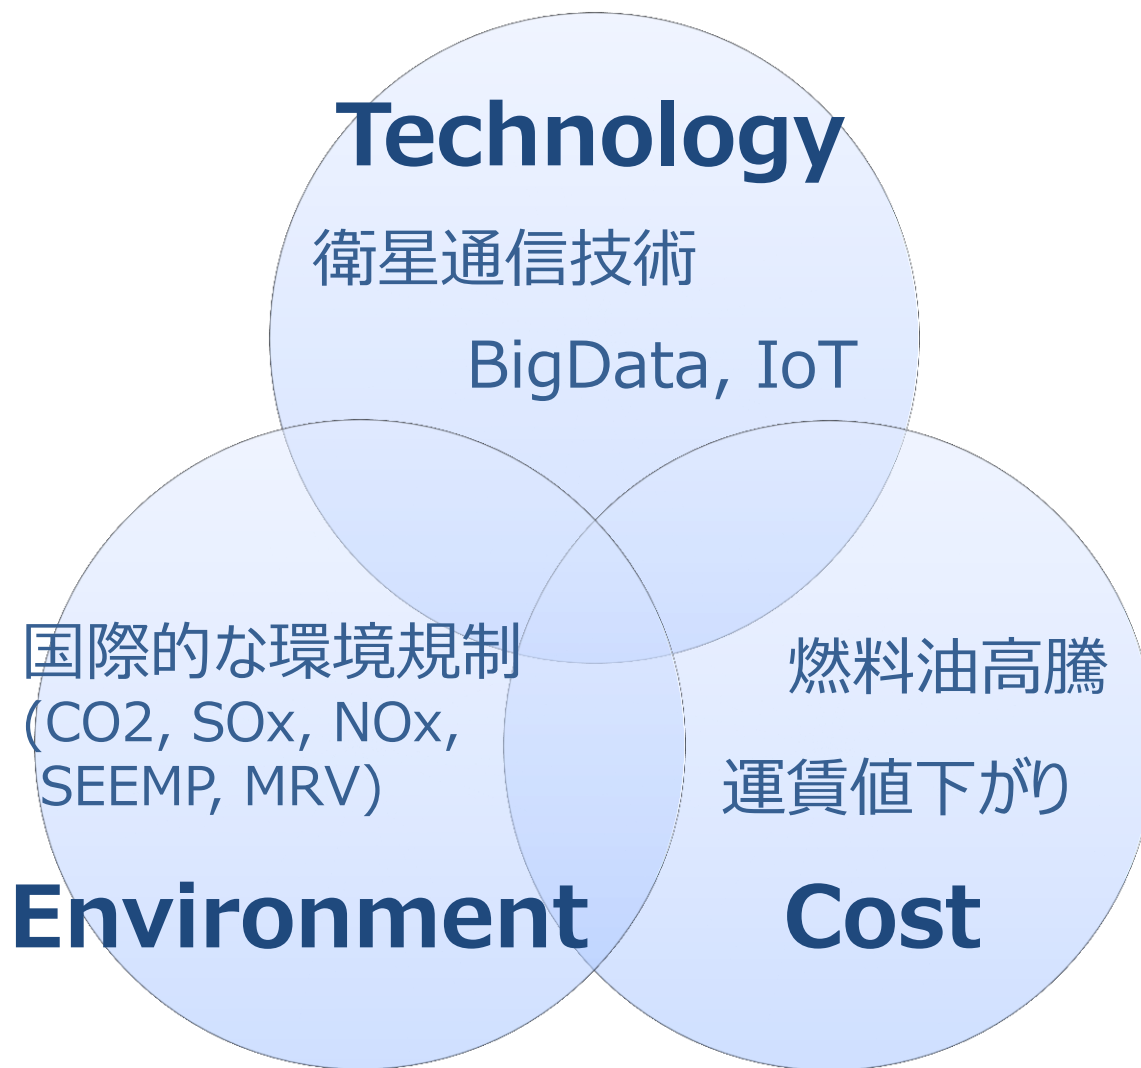 Technology
衛星通信技術
BigData, IoT
国際的な環境規制
(CO2, SOx, NOx,
SEEMP, MRV)
Environment
燃料油高騰
運賃値下がり
Cost